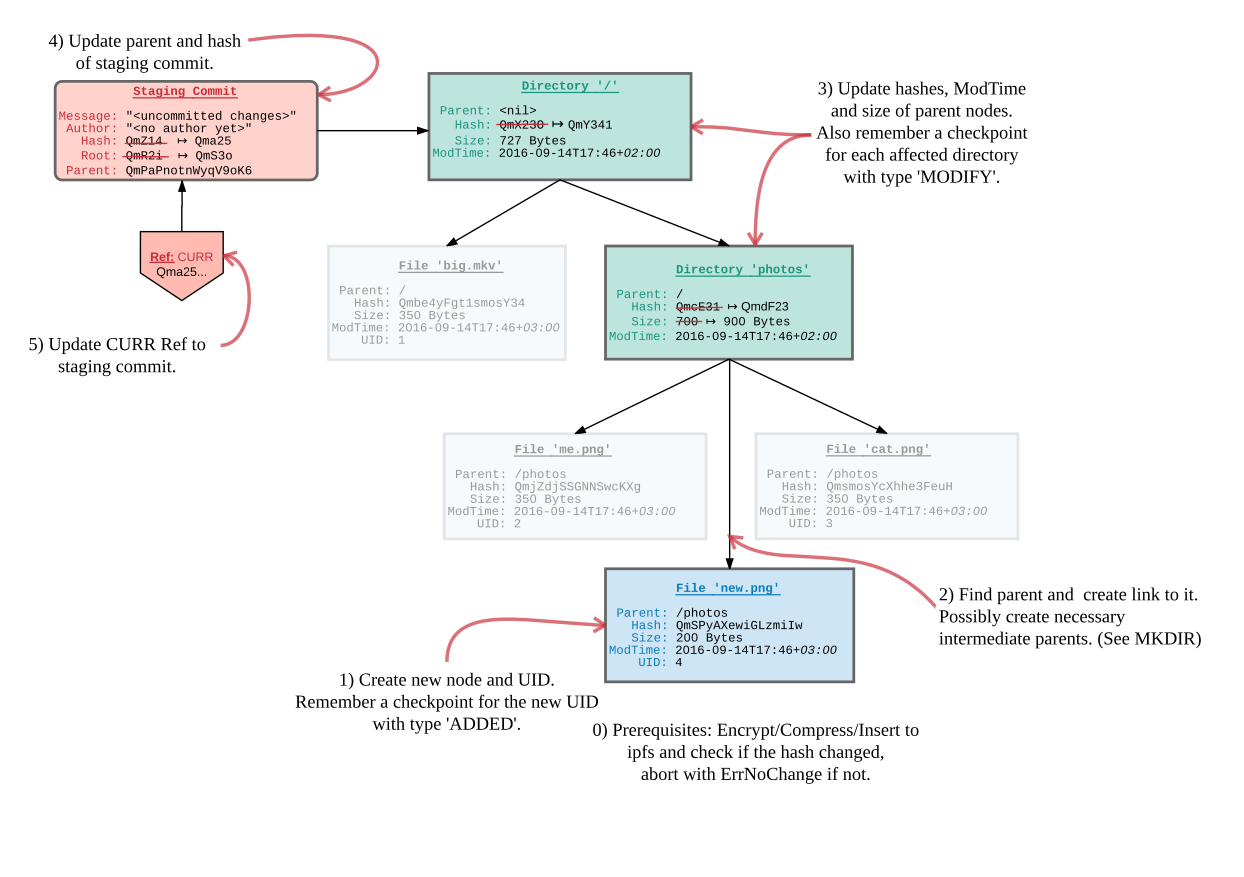 4) Update parent and hash
of staging commit.
Staging Commit
Message: "<uncommitted changes>"
Author: "<no author yet>"
Hash: QmZ14 ↦ Qma25
Root: QmR2i ↦ QmS3o
Parent: QmPaPnotnWyqV9oK6
Directory '/'
Parent: <nil>
Hash: QmX230 ↦ QmY341
Size: 727 Bytes
ModTime: 2016-09-14T17:46+02:00
3) Update hashes, ModTime
and size of parent nodes.
Also remember a checkpoint
for each affected directory
with type 'MODIFY'.
Ref: CURR
Qma25...
5) Update CURR Ref to
staging commit.
File 'big.mkv'
Parent: /
Hash: Qmbe4yFgt1smosY34
Size: 350 Bytes
ModTime: 2016-09-14T17:46+03:00
UID: 1
Directory 'photos'
Parent: /
Hash: QmcE31 ↦ QmdF23
Size: 700 ↦ 900 Bytes
ModTime: 2016-09-14T17:46+02:00
File 'me.png'
Parent: /photos
Hash: QmjZdjSSGNNSwcKXg
Size: 350 Bytes
ModTime: 2016-09-14T17:46+03:00
UID: 2
File 'cat.png'
Parent: /photos
Hash: QmsmosYcXhhe3FeuH
Size: 350 Bytes
ModTime: 2016-09-14T17:46+03:00
UID: 3
File 'new.png'
Parent: /photos
Hash: QmSPyAXewiGLzmiIw
Size: 200 Bytes
ModTime: 2016-09-14T17:46+03:00
UID: 4
2) Find parent and create link to it.
Possibly create necessary
intermediate parents. (See MKDIR)
1) Create new node and UID.
Remember a checkpoint for the new UID
with type 'ADDED'.
0) Prerequisites: Encrypt/Compress/Insert to
ipfs and check if the hash changed,
abort with ErrNoChange if not.